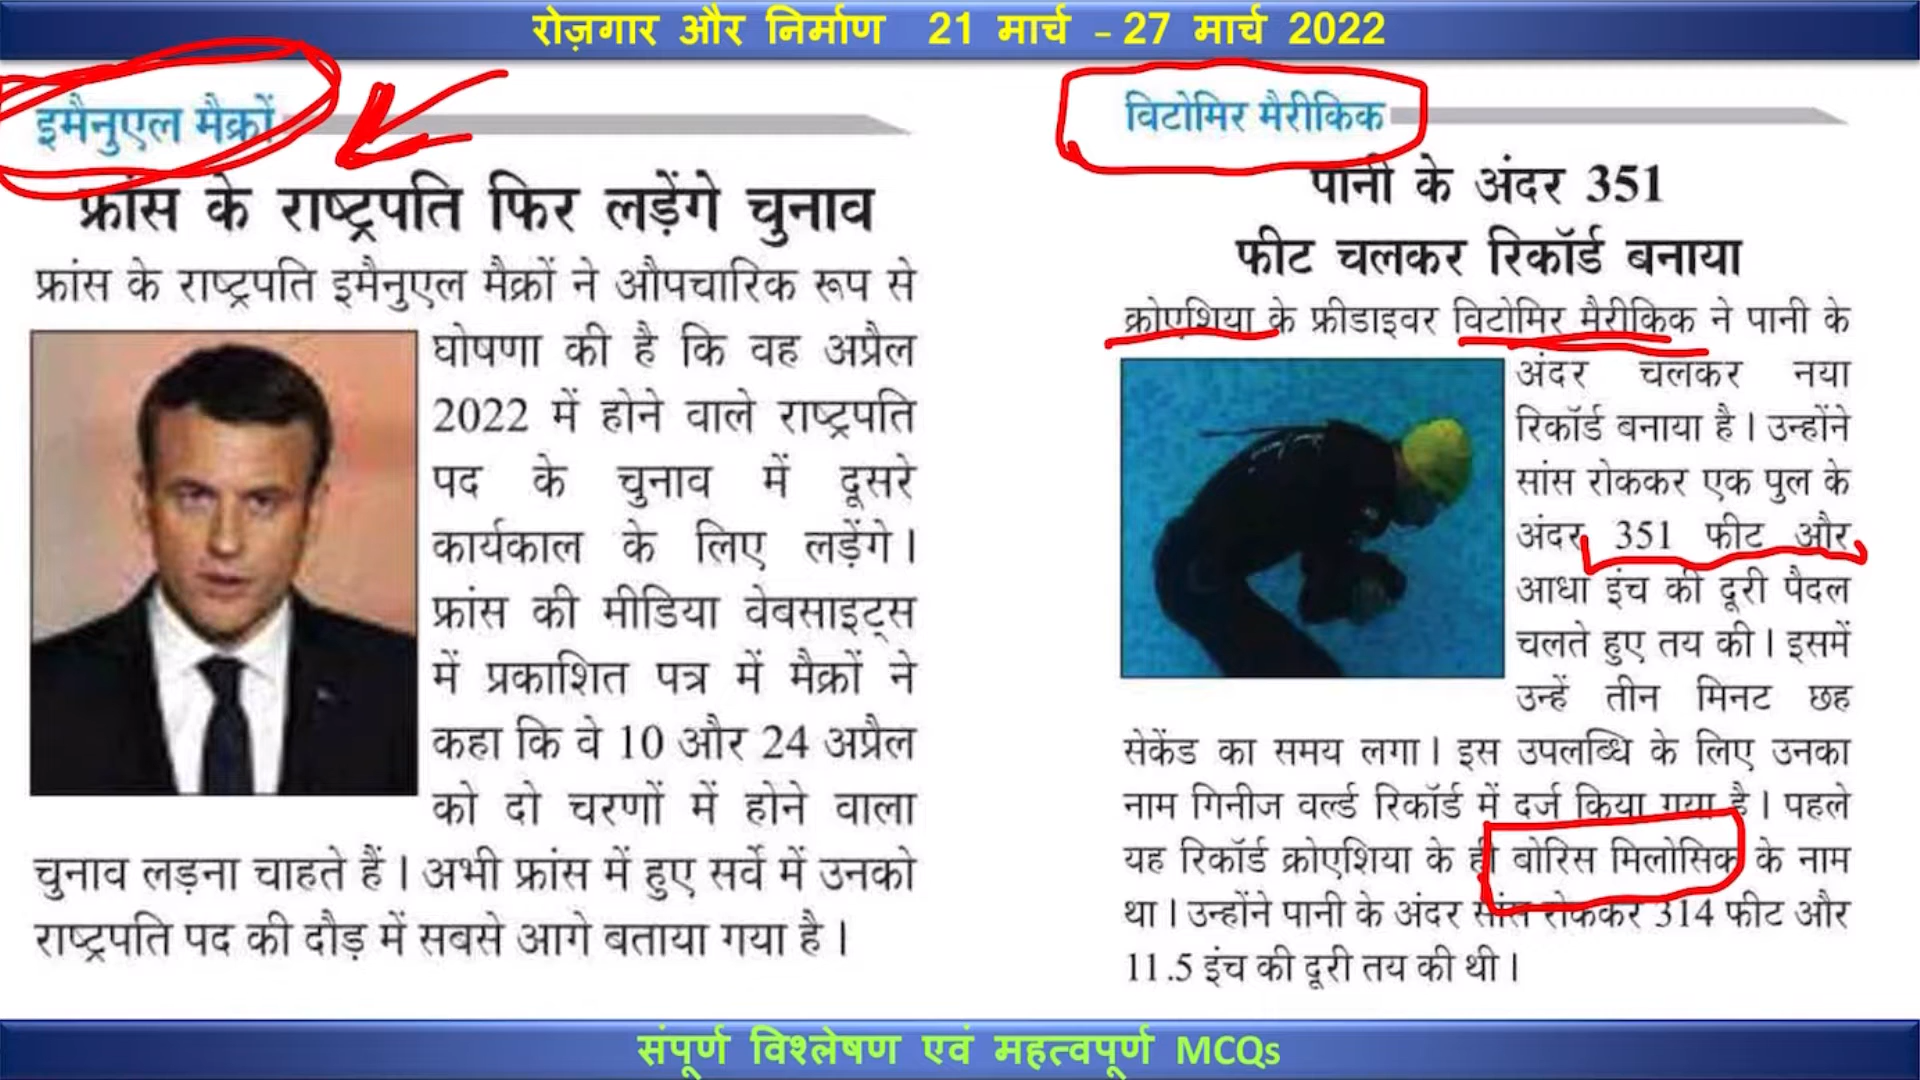 रोज़गार और निर्माण 21 मार्च - 27 मार्च 2022
इमैनुएल मैक्रों
फ्रांस के राष्ट्रपति फिर लड़ेंगे चुनाव
फ्रांस के राष्ट्रपति इमैनुएल मैक्रों ने औपचारिक रूप से
घोषणा की है कि वह अप्रैल
2022 में होने वाले राष्ट्रपति
पद के चुनाव में दूसरे
कार्यकाल के लिए लड़ेंगे।
फ्रांस की मीडिया वेबसाइट्स
में प्रकाशित पत्र में मैक्रों ने
कहा कि वे 10 और 24 अप्रैल
को दो चरणों में होने वाला
चुनाव लड़ना चाहते हैं। अभी फ्रांस में हुए सर्वे में उनको
राष्ट्रपति पद की दौड़ में सबसे आगे बताया गया है।
विटोमिर मैरीकिक
पानी के अंदर 351
फीट चलकर रिकॉर्ड बनाया
क्रोएशिया के फ्रीडाइवर विटोमिर मैरीकिक ने पानी के
अंदर चलकर नया
रिकॉर्ड बनाया है। उन्होंने
सांस रोककर एक पुल के
अंदर 351 फीट और
आधा इंच की दूरी पैदल
चलते हुए तय की। इसमें
उन्हें तीन मिनट छह
सेकेंड का समय लगा। इस उपलब्धि के लिए उनका
नाम गिनीज वर्ल्ड रिकॉर्ड में दर्ज किया गया है। पहले
यह रिकॉर्ड क्रोएशिया के ही बोरिस मिलोसिक के नाम
था। उन्होंने पानी के अंदर सांस रोककर 314 फीट और
11.5 इंच की दूरी तय की थी।
संपूर्ण विश्लेषण एवं महत्वपूर्ण MCQs